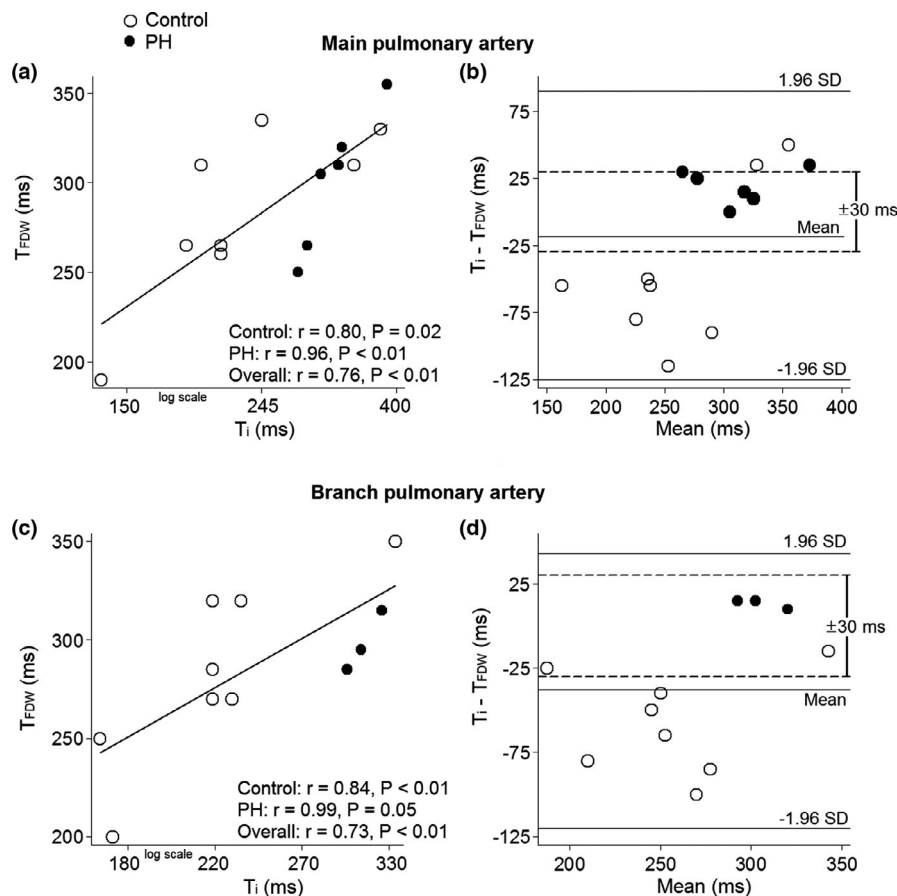 Control
PH
Main pulmonary artery
(a)
350
300
250
200
T_FDW (ms)
Control: r = 0.80, P = 0.02
PH: r = 0.96, P < 0.01
Overall: r = 0.76, P < 0.01
150 log scale 245 400
T_i (ms)
(b)
1.96 SD
75
25
±30 ms
Mean
-25
-75
-125
-1.96 SD
T_i - T_FDW (ms)
150 200 250 300 350 400
Mean (ms)
Branch pulmonary artery
(c)
350
300
250
200
T_FDW (ms)
Control: r = 0.84, P < 0.01
PH: r = 0.99, P = 0.05
Overall: r = 0.73, P < 0.01
180 log scale 220 270 330
T_i (ms)
(d)
1.96 SD
25
±30 ms
-25
Mean
-75
-125
-1.96 SD
T_i - T_FDW (ms)
200 250 300 350
Mean (ms)